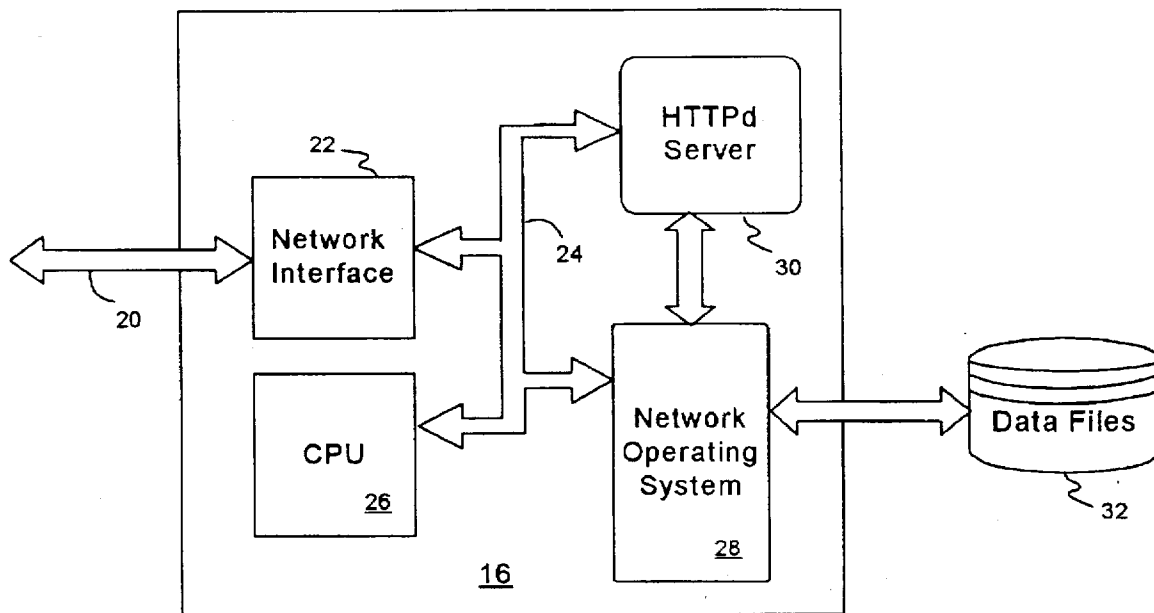 HTTPd
Server
22
Network
Interface
24
30
20
Network
Operating
System
28
Data Files
32
CPU
26
16